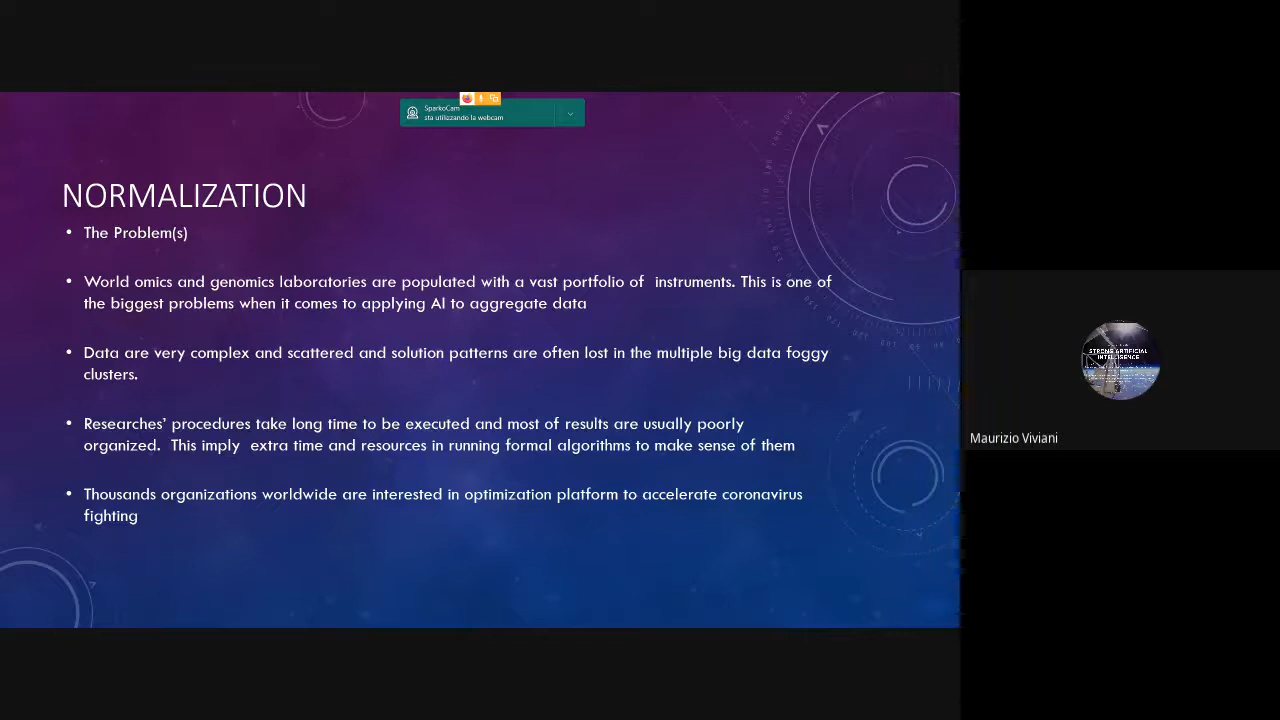 SparkoCam
sta utilizzando la webcam
NORMALIZATION
• The Problem(s)
• World omics and genomics laboratories are populated with a vast portfolio of instruments. This is one of
the biggest problems when it comes to applying AI to aggregate data
• Data are very complex and scattered and solution patterns are often lost in the multiple big data foggy
clusters.
• Researches’ procedures take long time to be executed and most of results are usually poorly
organized. This imply extra time and resources in running formal algorithms to make sense of them
• Thousands organizations worldwide are interested in optimization platform to accelerate coronavirus
fighting
STRONG ARTIFICIAL
INTELLIGENCE
Maurizio Viviani